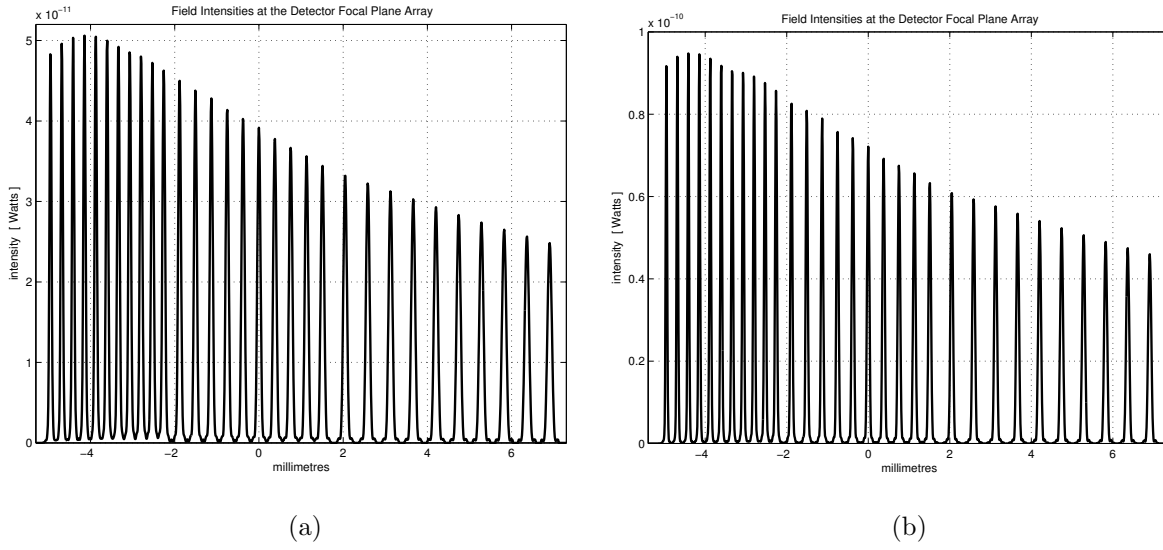 x 10⁻¹¹
Field Intensities at the Detector Focal Plane Array
5
4
3
2
1
0
intensity [ Watts ]
−4 −2 0 2 4 6
millimetres
(a)
x 10⁻¹⁰
Field Intensities at the Detector Focal Plane Array
1
0.8
0.6
0.4
0.2
0
intensity [ Watts ]
−4 −2 0 2 4 6
millimetres
(b)